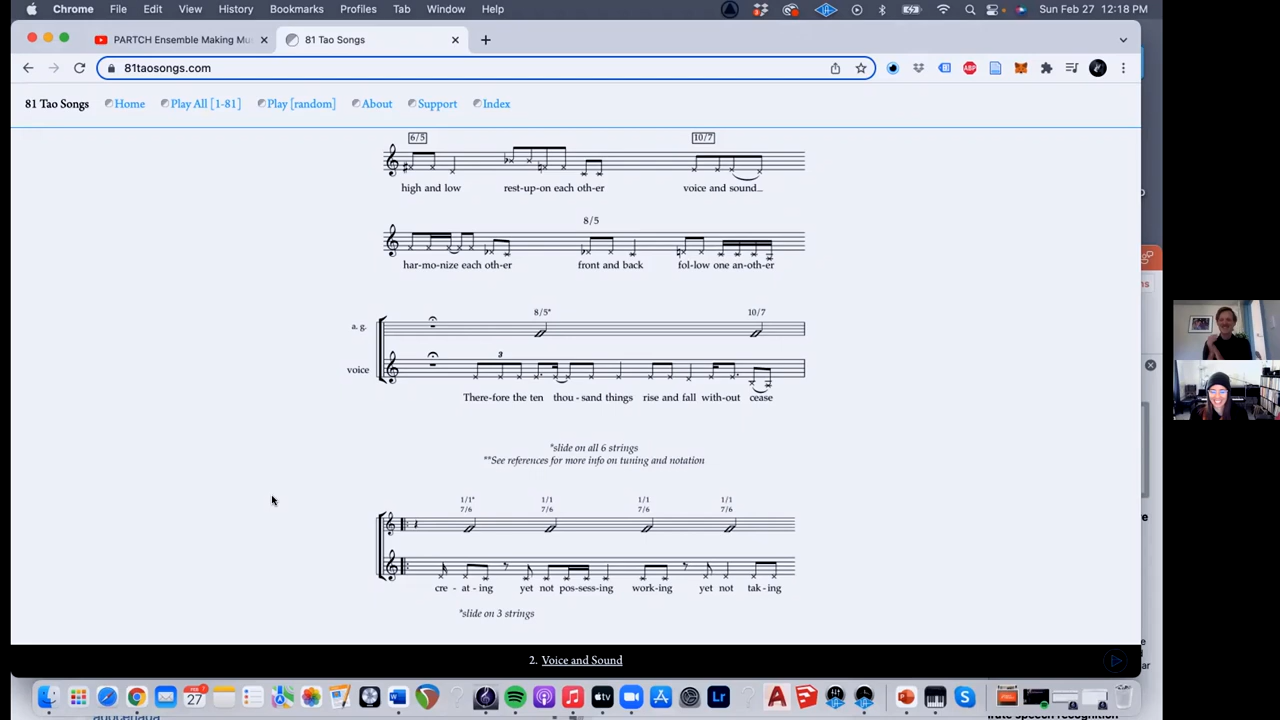 Chrome File Edit View History Bookmarks Profiles Tab Window Help Sun Feb 27 12:18 PM
PARTCH Ensemble Making Mu
81 Tao Songs
81taosongs.com
ABP
81 Tao Songs Home Play All [1-81] Play [random] About Support Index
6/5 10/7
high and low rest-up-on each oth-er voice and sound...
8/5
har-mo-nize each oth-er front and back fol-low one an-oth-er
8/5* 10/7
a. g.
3
voice
There-fore the ten thou - sand things rise and fall with-out cease
*slide on all 6 strings
**See references for more info on tuning and notation
1/1* 1/1 1/1 1/1
7/6 7/6 7/6 7/6
cre - at - ing yet not pos-sess-ing work-ing yet not tak-ing
*slide on 3 strings
2. Voice and Sound
27
Lr